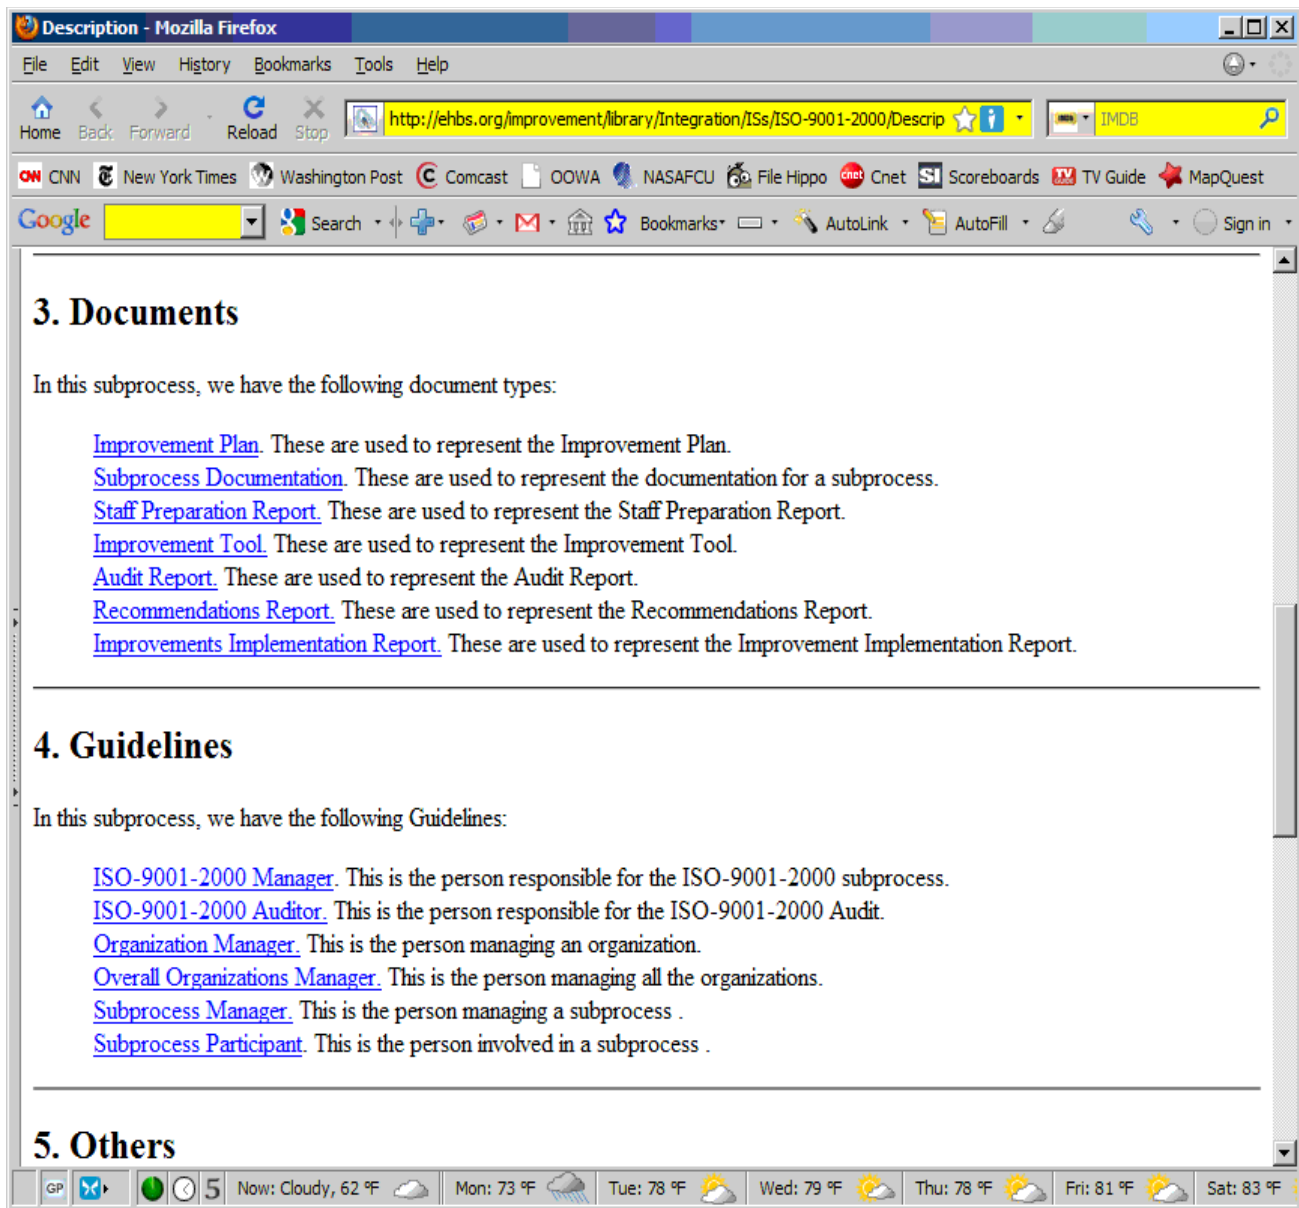 Description - Mozilla Firefox
File Edit View History Bookmarks Tools Help
Home Back Forward Reload Stop http://ehbs.org/improvement/library/Integration/ISs/ISO-9001-2000/Descrip IMDB
CNN New York Times Washington Post Comcast OOWA NASAFCU File Hippo Cnet Scoreboards TV Guide MapQuest
Google Search Bookmarks AutoLink AutoFill Sign in
3. Documents
In this subprocess, we have the following document types:
Improvement Plan. These are used to represent the Improvement Plan.
Subprocess Documentation. These are used to represent the documentation for a subprocess.
Staff Preparation Report. These are used to represent the Staff Preparation Report.
Improvement Tool. These are used to represent the Improvement Tool.
Audit Report. These are used to represent the Audit Report.
Recommendations Report. These are used to represent the Recommendations Report.
Improvements Implementation Report. These are used to represent the Improvement Implementation Report.
4. Guidelines
In this subprocess, we have the following Guidelines:
ISO-9001-2000 Manager. This is the person responsible for the ISO-9001-2000 subprocess.
ISO-9001-2000 Auditor. This is the person responsible for the ISO-9001-2000 Audit.
Organization Manager. This is the person managing an organization.
Overall Organizations Manager. This is the person managing all the organizations.
Subprocess Manager. This is the person managing a subprocess .
Subprocess Participant. This is the person involved in a subprocess .
5. Others
GP 5 Now: Cloudy, 62 °F Mon: 73 °F Tue: 78 °F Wed: 79 °F Thu: 78 °F Fri: 81 °F Sat: 83 °F